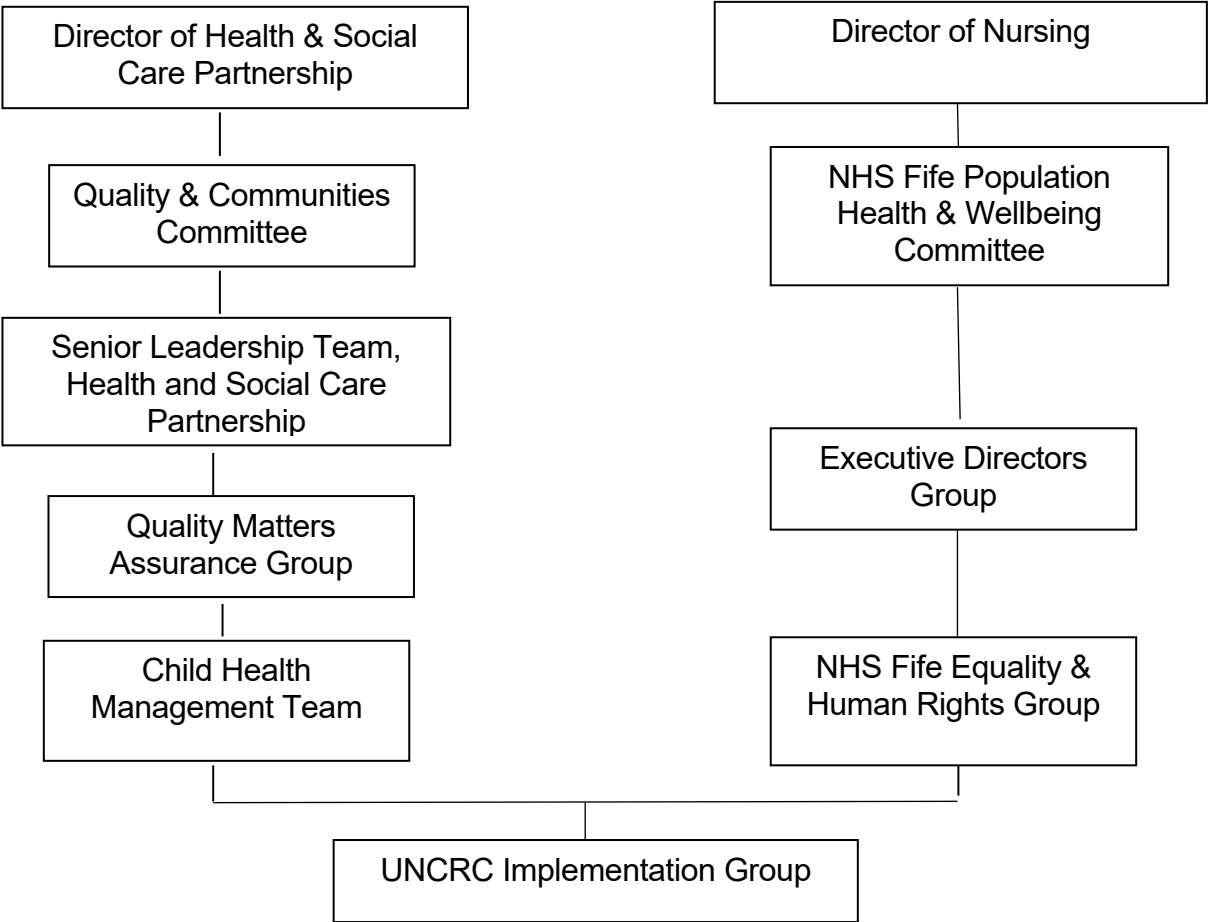 Director of Health & Social
Care Partnership
Quality & Communities
Committee
Senior Leadership Team,
Health and Social Care
Partnership
Quality Matters
Assurance Group
Child Health
Management Team
Director of Nursing
NHS Fife Population
Health & Wellbeing
Committee
Executive Directors
Group
NHS Fife Equality &
Human Rights Group
UNCRC Implementation Group